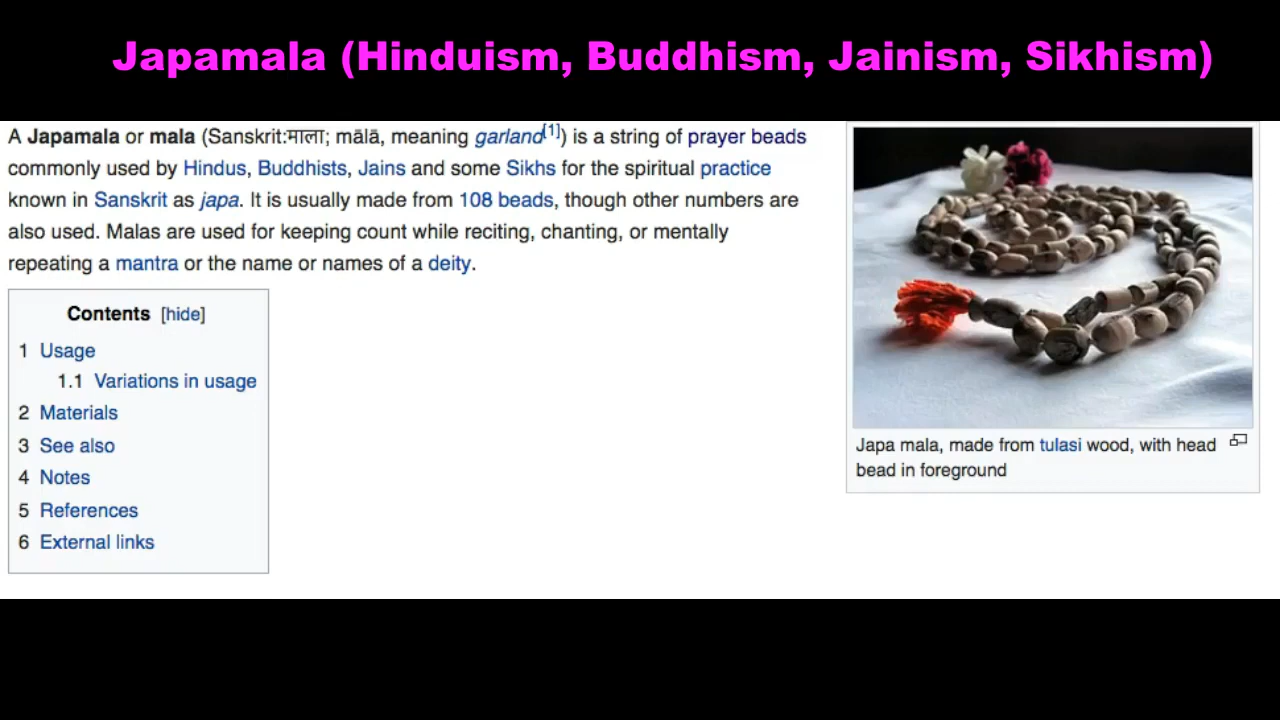 Japamala (Hinduism, Buddhism, Jainism, Sikhism)
A Japamala or mala (Sanskrit:माला; mālā, meaning garland[1]) is a string of prayer beads
commonly used by Hindus, Buddhists, Jains and some Sikhs for the spiritual practice
known in Sanskrit as japa. It is usually made from 108 beads, though other numbers are
also used. Malas are used for keeping count while reciting, chanting, or mentally
repeating a mantra or the name or names of a deity.
Contents [hide]
1 Usage
1.1 Variations in usage
2 Materials
3 See also
4 Notes
5 References
6 External links
Japa mala, made from tulasi wood, with head
bead in foreground